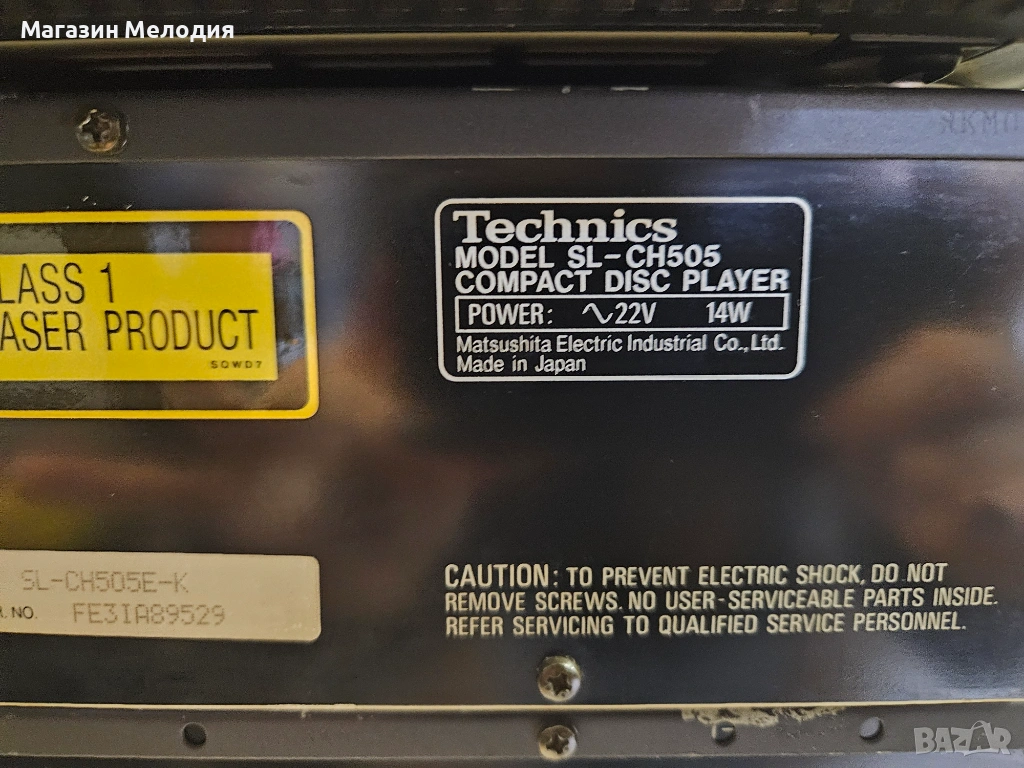 Магазин Мелодия
LASS 1
ASER PRODUCT
SQWD7
Technics
MODEL SL-CH505
COMPACT DISC PLAYER
POWER: ∿22V 14W
Matsushita Electric Industrial Co., Ltd.
Made in Japan
SL-CH505E-K
R. NO. FE3IA89529
CAUTION: TO PREVENT ELECTRIC SHOCK, DO NOT
REMOVE SCREWS. NO USER-SERVICEABLE PARTS INSIDE.
REFER SERVICING TO QUALIFIED SERVICE PERSONNEL.
BAZAR